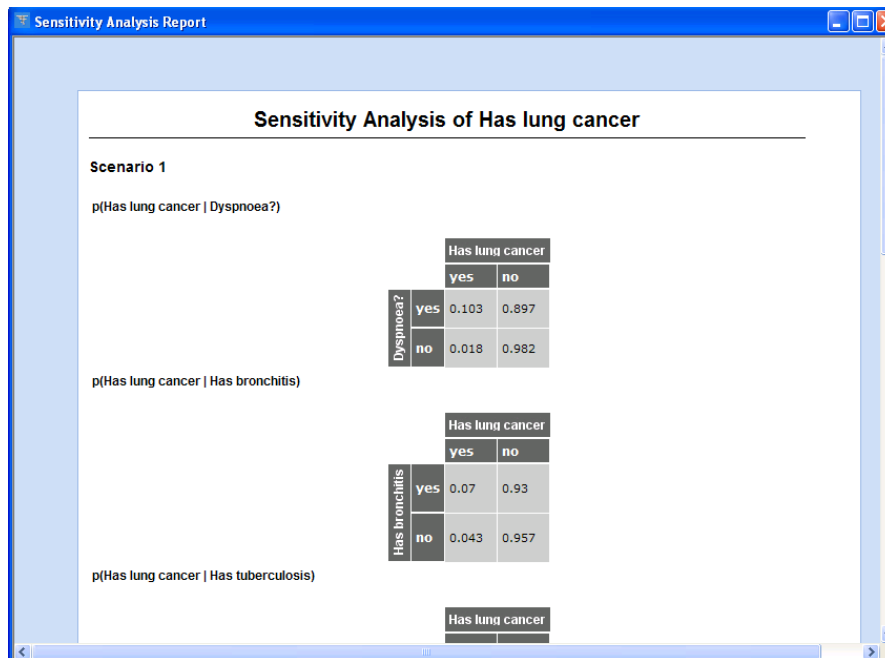 Sensitivity Analysis Report
Sensitivity Analysis of Has lung cancer
Scenario 1
p(Has lung cancer | Dyspnoea?)
Has lung cancer
yes no
Dyspnoea?
yes 0.103 0.897
no 0.018 0.982
p(Has lung cancer | Has bronchitis)
Has lung cancer
yes no
Has bronchitis
yes 0.07 0.93
no 0.043 0.957
p(Has lung cancer | Has tuberculosis)
Has lung cancer